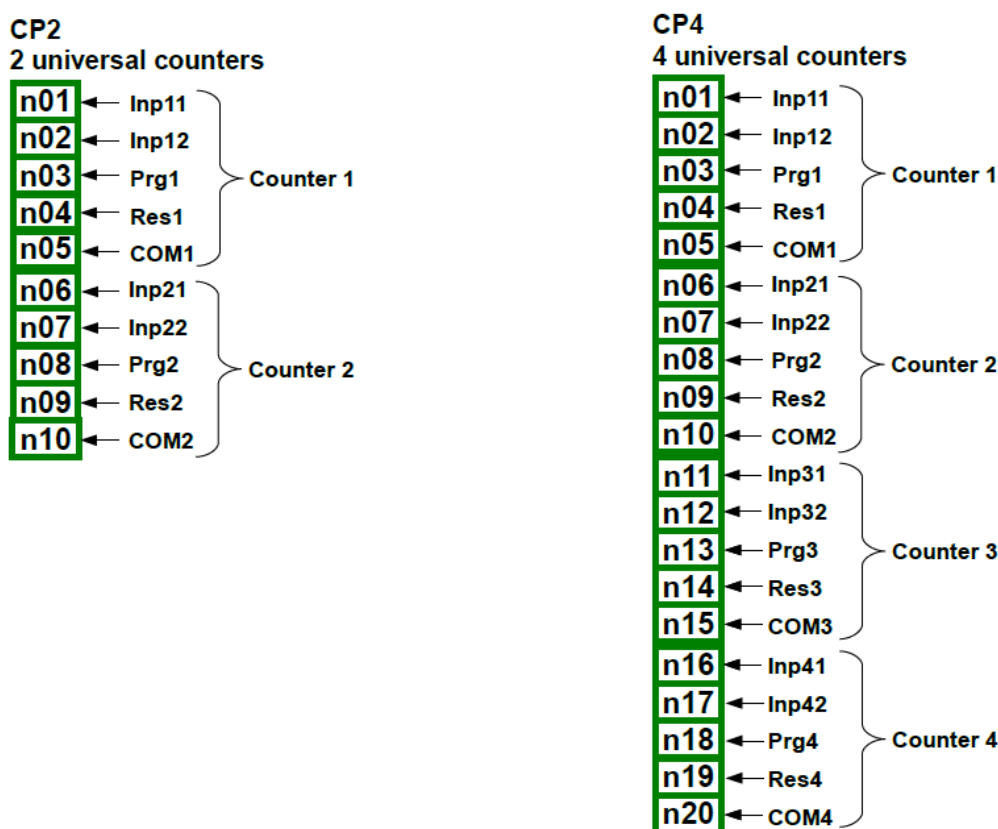 CP2
2 universal counters
n01 Inp11
n02 Inp12
n03 Prg1
Counter 1
n04 Res1
n05 COM1
n06 Inp21
n07 Inp22
n08 Prg2
Counter 2
n09 Res2
n10 COM2
CP4
4 universal counters
n01 Inp11
n02 Inp12
n03 Prg1
Counter 1
n04 Res1
n05 COM1
n06 Inp21
n07 Inp22
n08 Prg2
Counter 2
n09 Res2
n10 COM2
n11 Inp31
n12 Inp32
n13 Prg3
Counter 3
n14 Res3
n15 COM3
n16 Inp41
n17 Inp42
n18 Prg4
Counter 4
n19 Res4
n20 COM4